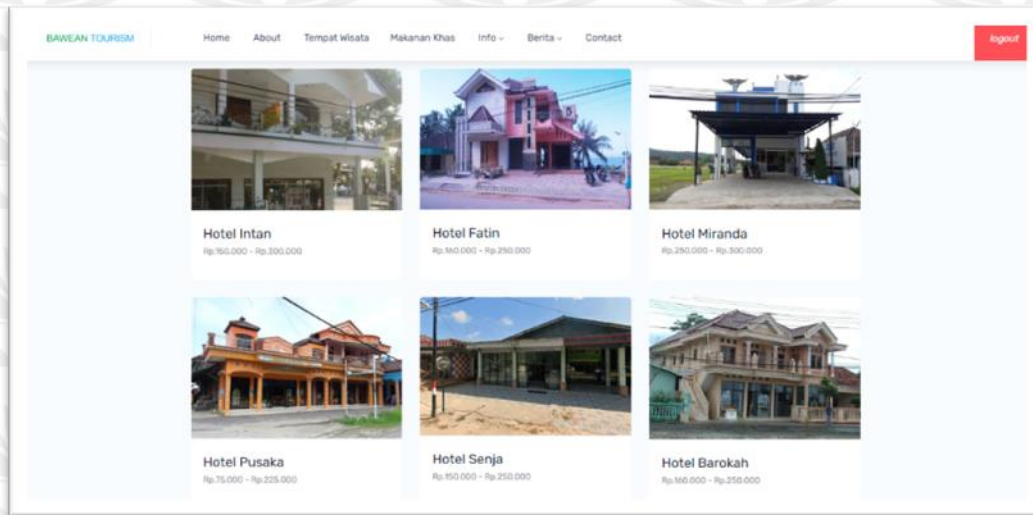 BAWEAN TOURISM
Home About Tempat Wisata Makanan Khas Info Berita Contact
logout
Hotel Intan
Rp.160.000 - Rp.300.000
Hotel Fatin
Rp.160.000 - Rp.250.000
Hotel Miranda
Rp.250.000 - Rp.300.000
Hotel Pusaka
Rp.75.000 - Rp.225.000
Hotel Senja
Rp.150.000 - Rp.250.000
Hotel Barokah
Rp.160.000 - Rp.250.000